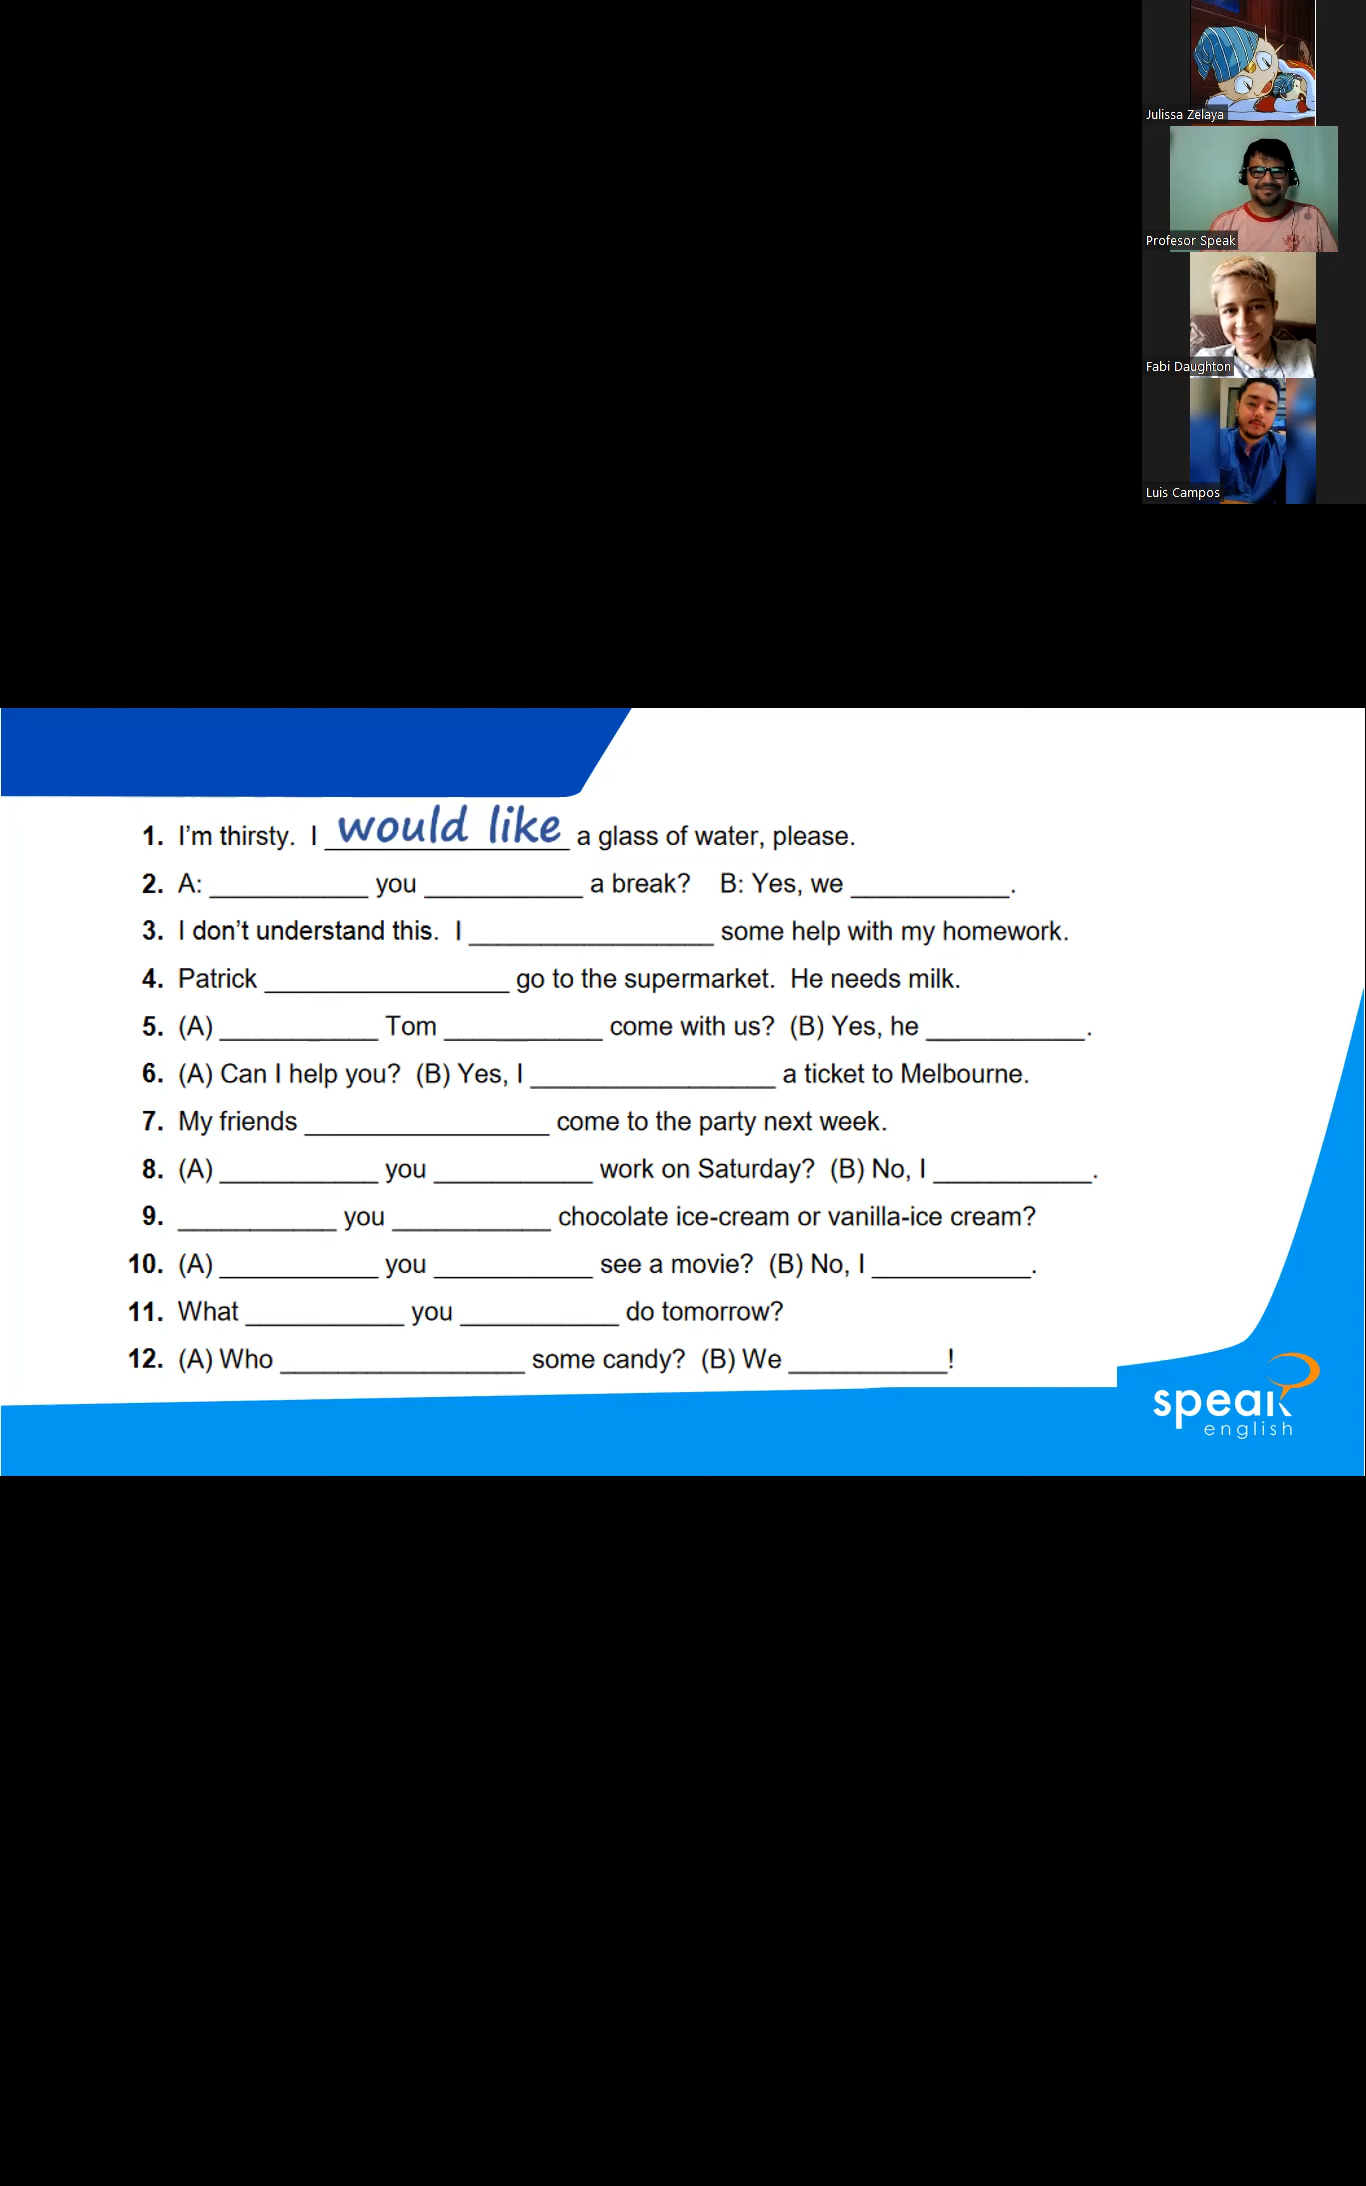 Julissa Zelaya
Profesor Speak
Fabi Daughton
Luis Campos
1. I'm thirsty. I would like a glass of water, please.
2. A: ___________ you ___________ a break? B: Yes, we ___________.
3. I don't understand this. I _________________ some help with my homework.
4. Patrick _________________ go to the supermarket. He needs milk.
5. (A) ___________ Tom ___________ come with us? (B) Yes, he ___________.
6. (A) Can I help you? (B) Yes, I _________________ a ticket to Melbourne.
7. My friends _________________ come to the party next week.
8. (A) ___________ you ___________ work on Saturday? (B) No, I ___________.
9. ___________ you ___________ chocolate ice-cream or vanilla-ice cream?
10. (A) ___________ you ___________ see a movie? (B) No, I ___________.
11. What ___________ you ___________ do tomorrow?
12. (A) Who _________________ some candy? (B) We ___________!
speak
english